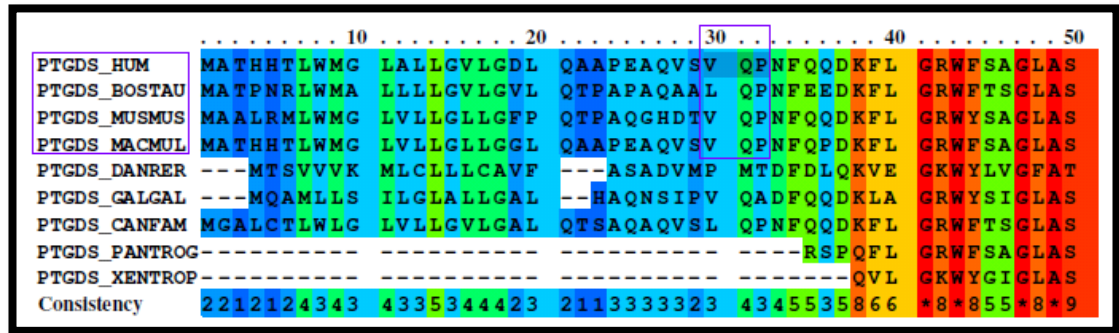 . . . . . . . . . 10 . . . . . . . . . 20 . . . . . . . . . 30 . . . . . . . . . 40 . . . . . . . . . 50
PTGDS_HUM MATHHTLWMG LALLGVLGDL QAAPEAQVSV QPNFQQDKFL GRWFSAGLAS
PTGDS_BOSTAU MATPNRLWMA LLLLGVLGVL QTPAPAQAAL QPNFEEDKFL GRWFTSGLAS
PTGDS_MUSMUS MAALRMLWMG LVLLGLLGFP QTPAQGHDTV QPNFQQDKFL GRWYSAGLAS
PTGDS_MACMUL MATHHTLWMG LVLLGLLGGL QAAPEAQVSV QPNFQPDKFL GRWFSAGLAS
PTGDS_DANRER ---MTSVVVK MLCLLLCAVF ---ASADVMP MTDFDLQKVE GKWYLVGFAT
PTGDS_GALGAL ---MQAMLLS ILGLALLGAL --HAQNSIPV QADFQQDKLA GRWYSIGLAS
PTGDS_CANFAM MGALCTLWLG LVLLGVLGAL QTSAQAQVSL QPNFQQDKFL GRWFSAGLAS
PTGDS_PANTROG ---------- ---------- ---------- ----RSPQFL GRWFSAGLAS
PTGDS_XENTROP ---------- ---------- ---------- -------QVL GKWYGIGLAS
Consistency 2212124343 4335344423 2113333323 4345535866 *8*855*8*9